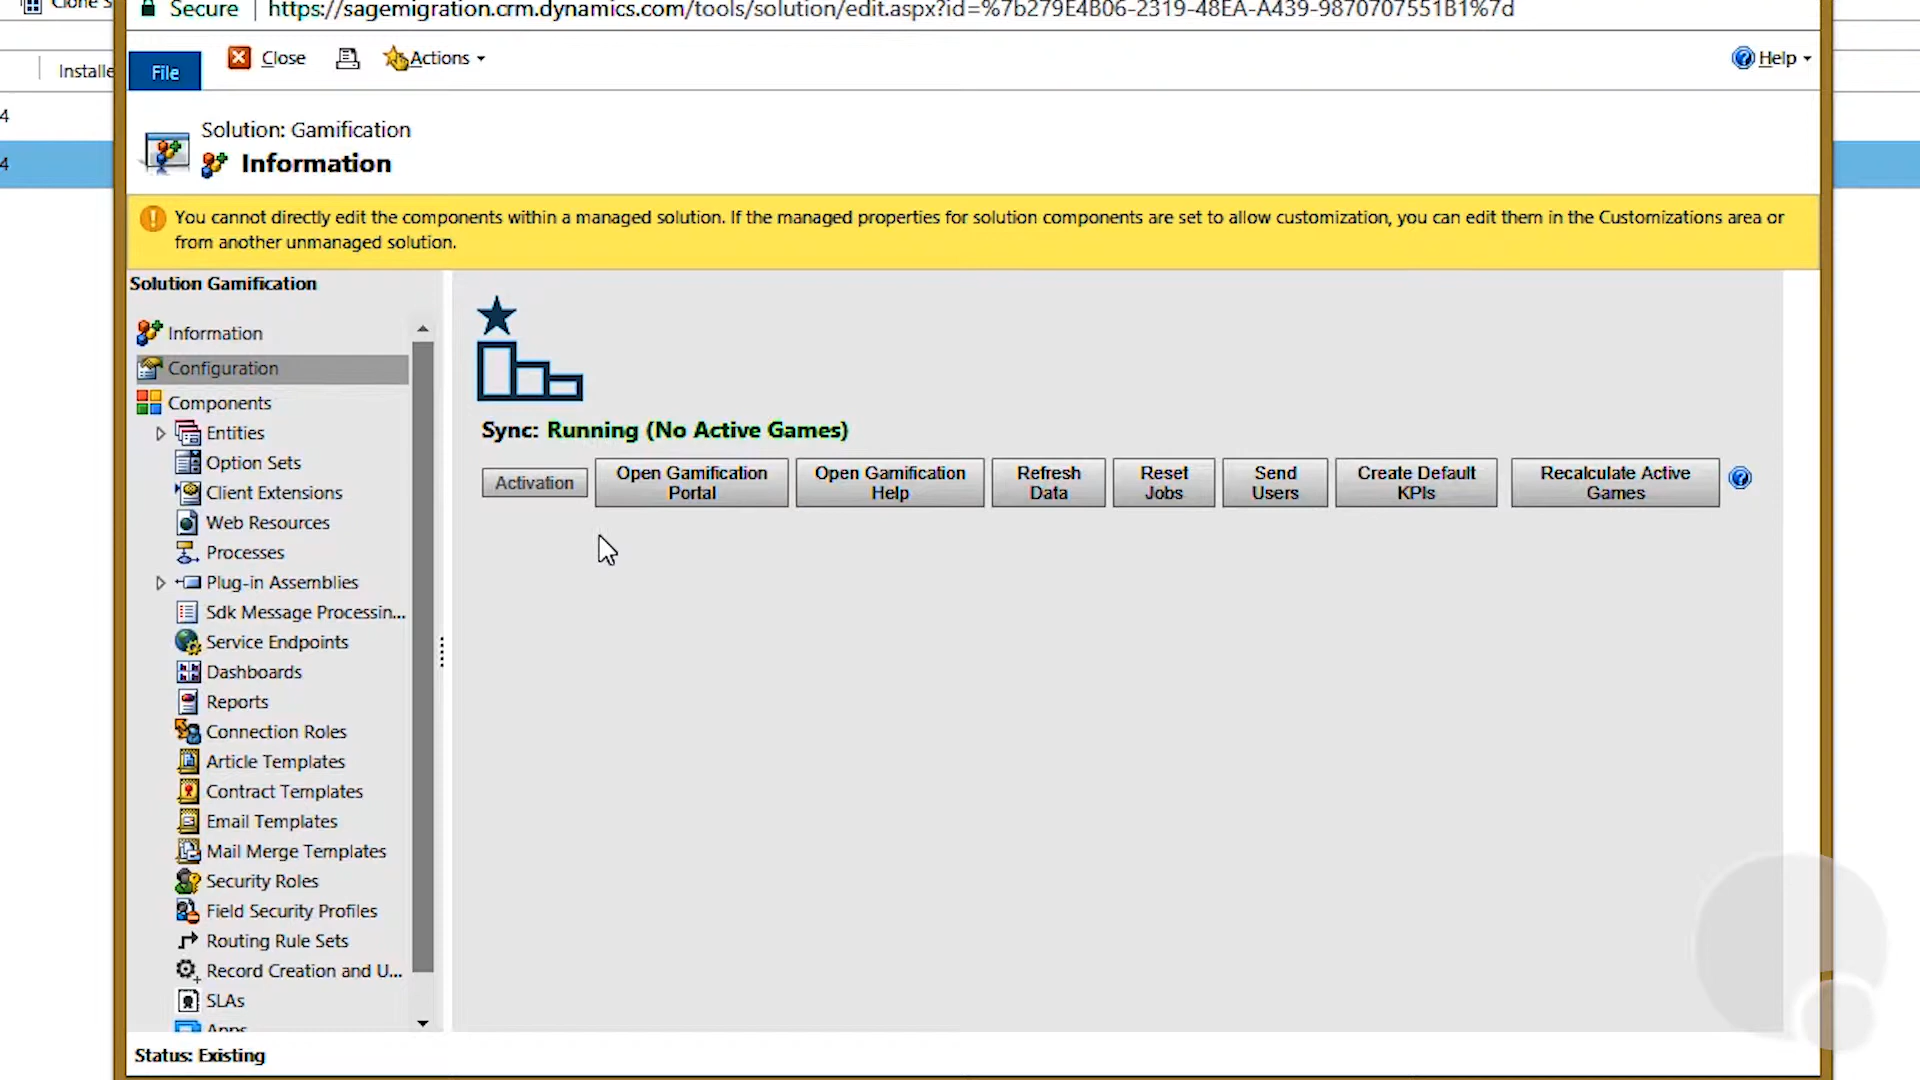 Secure | https://sagemigration.crm.dynamics.com/tools/solution/edit.aspx?id=%7b279E4B06-2319-48EA-A439-9870707551B1%7d
File
Close
Actions
Help
4
4
Solution: Gamification
Information
You cannot directly edit the components within a managed solution. If the managed properties for solution components are set to allow customization, you can edit them in the Customizations area or
from another unmanaged solution.
Solution Gamification
Information
Configuration
Components
Entities
Option Sets
Client Extensions
Web Resources
Processes
Plug-in Assemblies
Sdk Message Processin...
Service Endpoints
Dashboards
Reports
Connection Roles
Article Templates
Contract Templates
Email Templates
Mail Merge Templates
Security Roles
Field Security Profiles
Routing Rule Sets
Record Creation and U...
SLAs
Apps
Sync: Running (No Active Games)
Activation
Open Gamification
Portal
Open Gamification
Help
Refresh
Data
Reset
Jobs
Send
Users
Create Default
KPIs
Recalculate Active
Games
Status: Existing